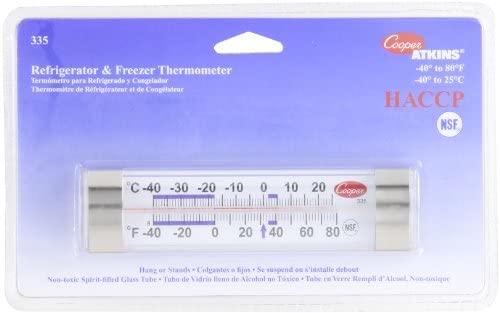 335
Cooper
ATKINS®
Refrigerator & Freezer Thermometer
-40° to 80°F
Termómetro para Refrigerado y Congelador
-40° to 25°C
Thermomètre de Réfrigérateur et de Congélateur
HACCP
NSF
°C -40 -30 -20 -10 0 10 20
Cooper
335
°F -40 -20 0 20 40 60 80
NSF
Hang or Stands • Colgantes o fijos • Se suspend ou s'installe debout
Non-toxic Spirit-filled Glass Tube • Tubo de Vidrio lleno de Alcohol no Tóxico • Tube en Verre Rempli d'Alcool, Non-toxique